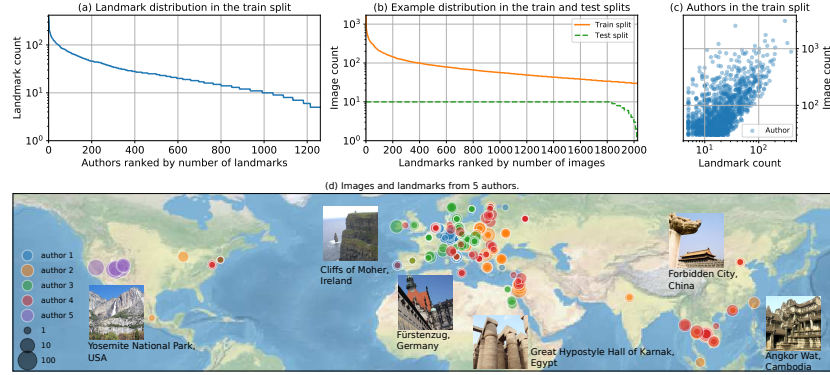 (a) Landmark distribution in the train split
Landmark count
10²
10¹
10⁰
0 200 400 600 800 1000 1200
Authors ranked by number of landmarks
(b) Example distribution in the train and test splits
Image count
10³
10²
10¹
10⁰
Train split
Test split
0 200 400 600 800 1000 1200 1400 1600 1800 2000
Landmarks ranked by number of images
(c) Authors in the train split
10³
10²
Image count
Author
10¹ 10²
Landmark count
(d) Images and landmarks from 5 authors.
author 1
author 2
author 3
author 4
author 5
1
10
100
Yosemite National Park,
USA
Cliffs of Moher,
Ireland
Fürstenzug,
Germany
Great Hypostyle Hall of Karnak,
Egypt
Forbidden City,
China
Angkor Wat,
Cambodia